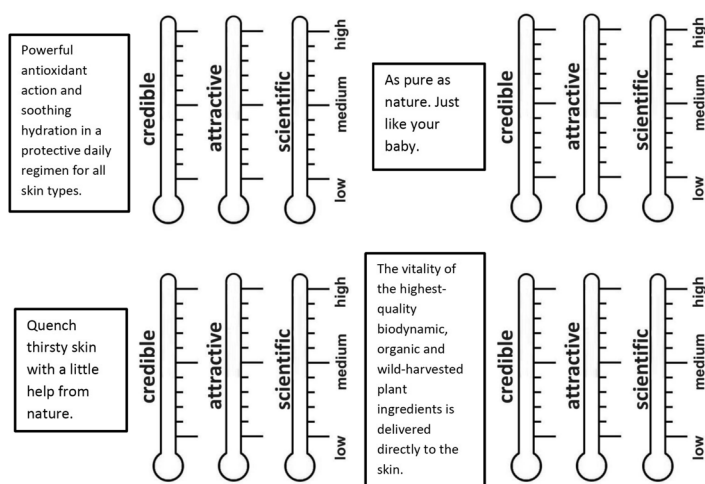 Powerful
antioxidant
action and
soothing
hydration in a
protective daily
regimen for all
skin types.
credible
attractive
scientific
low
medium
high
As pure as
nature. Just
like your
baby.
credible
attractive
scientific
low
medium
high
Quench
thirsty skin
with a little
help from
nature.
credible
attractive
scientific
low
medium
high
The vitality of
the highest-
quality
biodynamic,
organic and
wild-harvested
plant
ingredients is
delivered
directly to the
skin.
credible
attractive
scientific
low
medium
high